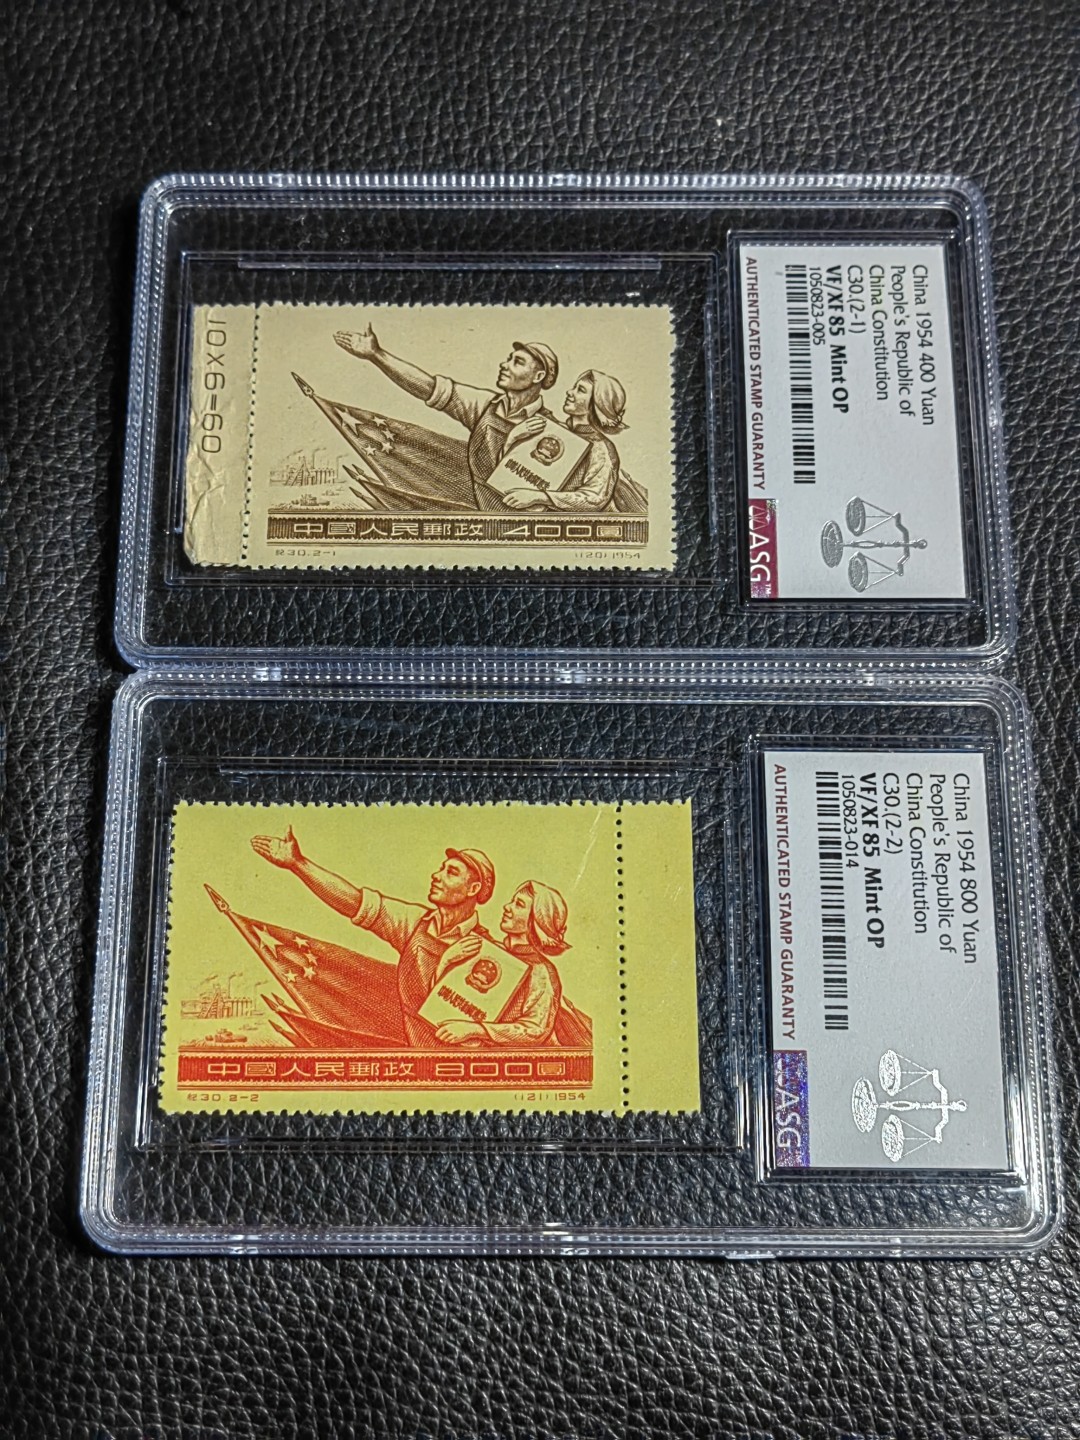 10X6=60
中國人民郵政 400圓
紀30.2-1
(120)1954
China 1954 400 Yuan
People's Republic of
China Constitution
C30.(2-1)
VF/XF 85 Mint OP
1050823-005
AUTHENTICATED STAMP GUARANTY
ASG™
中國人民郵政 800圓
紀30.2-2
(121)1954
China 1954 800 Yuan
People's Republic of
China Constitution
C30.(2-2)
VF/XF 85 Mint OP
1050823-014
AUTHENTICATED STAMP GUARANTY
ASG™